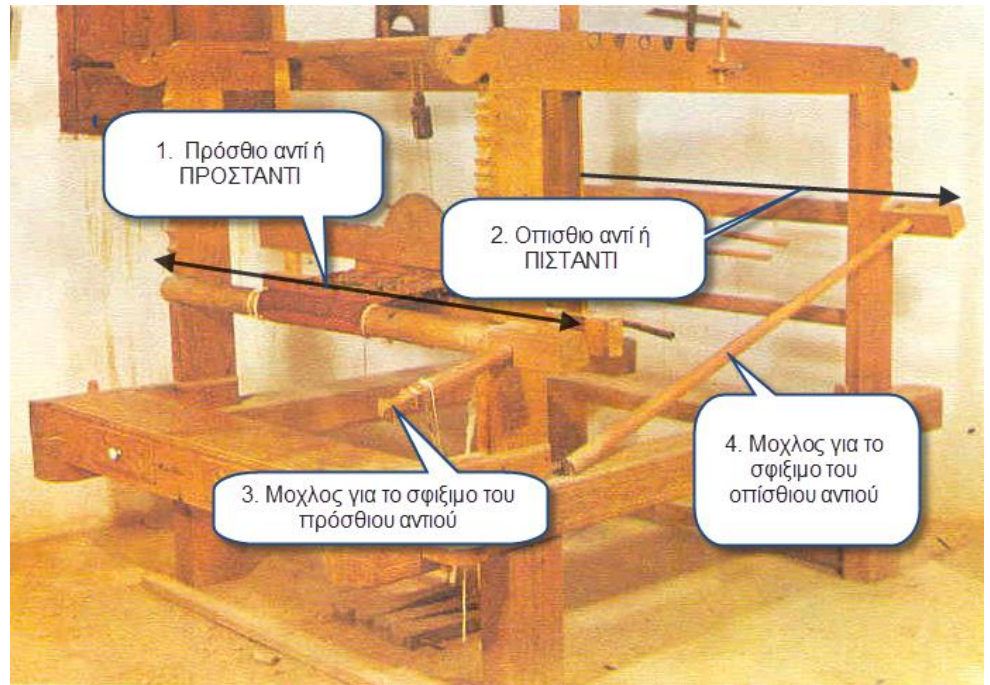 1. Πρόσθιο αντί ή
ΠΡΟΣΤΑΝΤΙ
2. Οπισθιο αντί ή
ΠΙΣΤΑΝΤΙ
3. Μοχλος για το σφιξιμο του
πρόσθιου αντιού
4. Μοχλος για το
σφιξιμο του
οπίσθιου αντιού